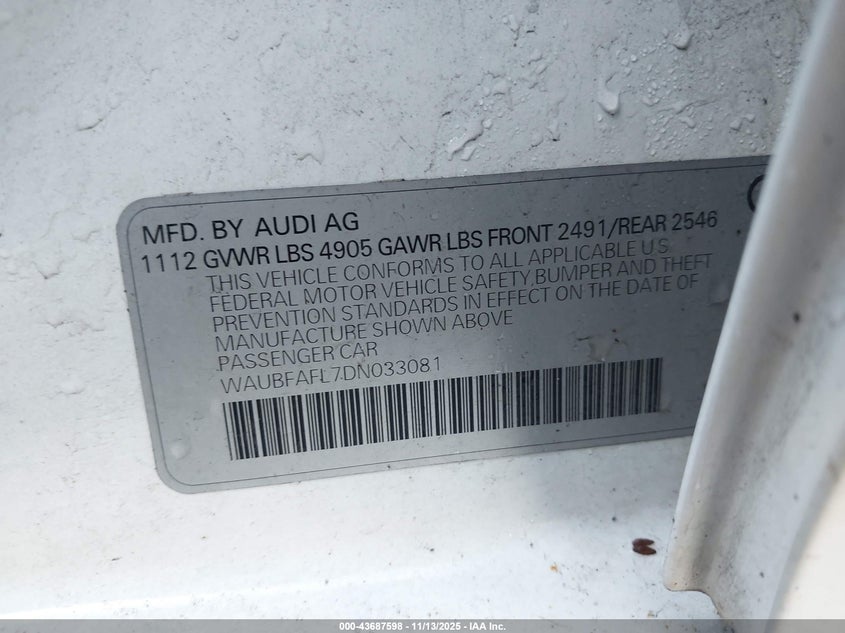 MFD. BY AUDI AG
1112 GVWR LBS 4905 GAWR LBS FRONT 2491/REAR 2546
THIS VEHICLE CONFORMS TO ALL APPLICABLE U.S.
FEDERAL MOTOR VEHICLE SAFETY, BUMPER AND THEFT
PREVENTION STANDARDS IN EFFECT ON THE DATE OF
MANUFACTURE SHOWN ABOVE
PASSENGER CAR
WAUBFAFL7DN033081
000-43687598 - 11/13/2025 - IAA Inc.